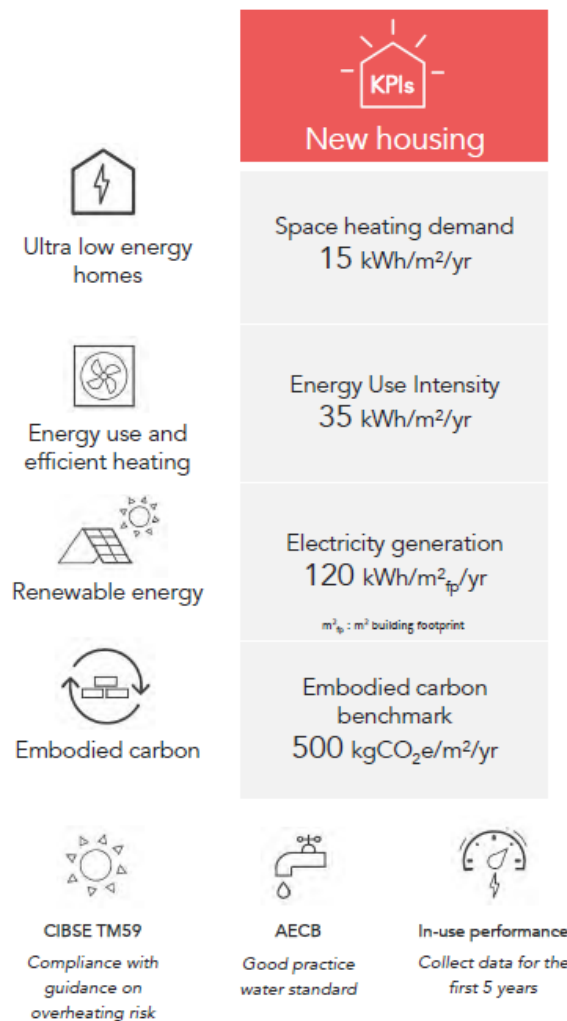 KPIs
New housing
Ultra low energy
homes
Space heating demand
15 kWh/m²/yr
Energy use and
efficient heating
Energy Use Intensity
35 kWh/m²/yr
Renewable energy
Electricity generation
120 kWh/m²fp/yr
m²fp : m² building footprint
Embodied carbon
Embodied carbon
benchmark
500 kgCO₂e/m²/yr
CIBSE TM59
Compliance with
guidance on
overheating risk
AECB
Good practice
water standard
In-use performance
Collect data for the
first 5 years